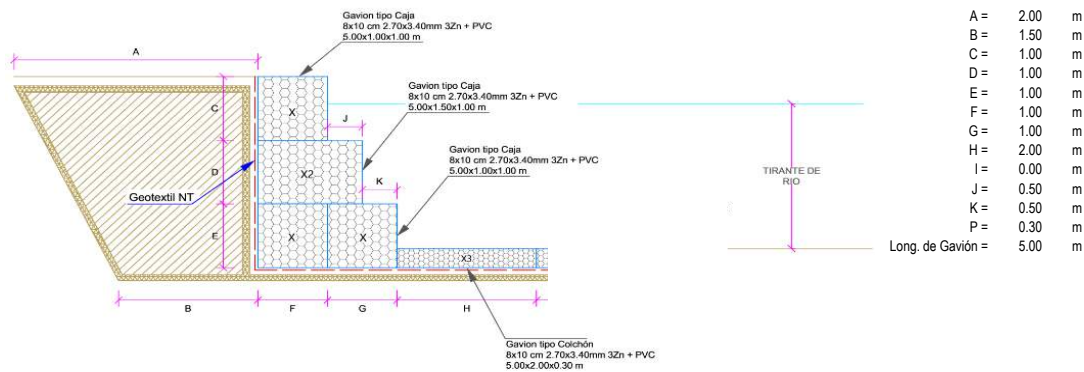 Gavion tipo Caja
8x10 cm 2.70x3.40mm 3Zn + PVC
5.00x1.00x1.00 m
A
Gavion tipo Caja
8x10 cm 2.70x3.40mm 3Zn + PVC
5.00x1.50x1.00 m
C
X
J
Gavion tipo Caja
8x10 cm 2.70x3.40mm 3Zn + PVC
5.00x1.00x1.00 m
D
X2
K
Geotextil NT
TIRANTE DE
RIO
E
X
X
X3
B
F
G
H
Gavion tipo Colchón
8x10 cm 2.70x3.40mm 3Zn + PVC
5.00x2.00x0.30 m
A = 2.00 m
B = 1.50 m
C = 1.00 m
D = 1.00 m
E = 1.00 m
F = 1.00 m
G = 1.00 m
H = 2.00 m
I = 0.00 m
J = 0.50 m
K = 0.50 m
P = 0.30 m
Long. de Gavión = 5.00 m